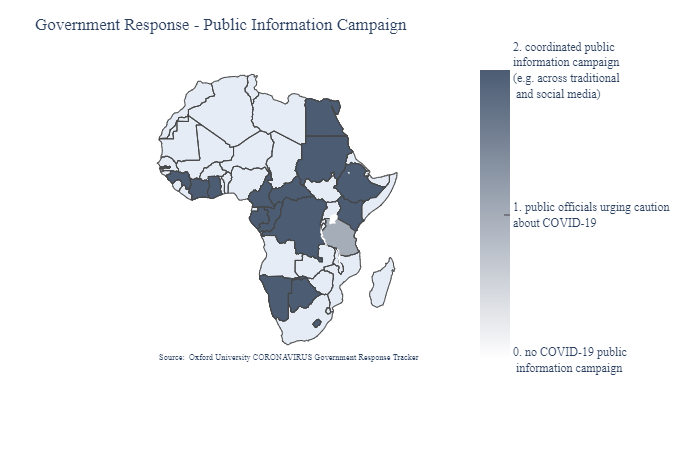 Government Response - Public Information Campaign
2. coordinated public
information campaign
(e.g. across traditional
and social media)
1. public officials urging caution
about COVID-19
0. no COVID-19 public
information campaign
Source: Oxford University CORONAVIRUS Government Response Tracker